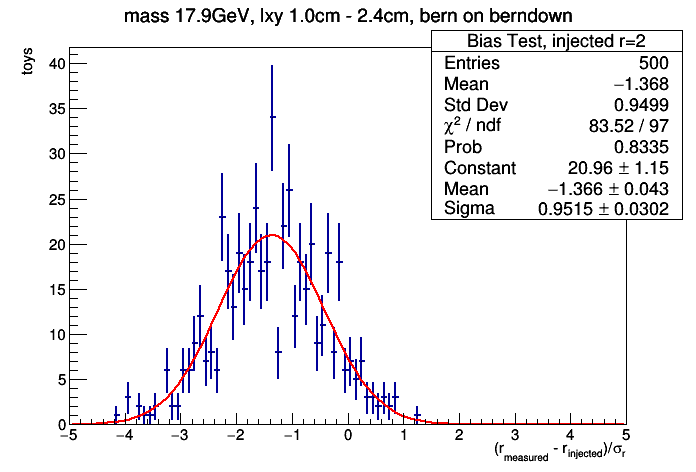 mass 17.9GeV, lxy 1.0cm - 2.4cm, bern on berndown
Bias Test, injected r=2
Entries 500
Mean −1.368
Std Dev 0.9499
χ² / ndf 83.52 / 97
Prob 0.8335
Constant 20.96 ± 1.15
Mean −1.366 ± 0.043
Sigma 0.9515 ± 0.0302
toys
40
35
30
25
20
15
10
5
0
−5 −4 −3 −2 −1 0 1 2 3 4 5
(r_measured - r_injected)/σ_r